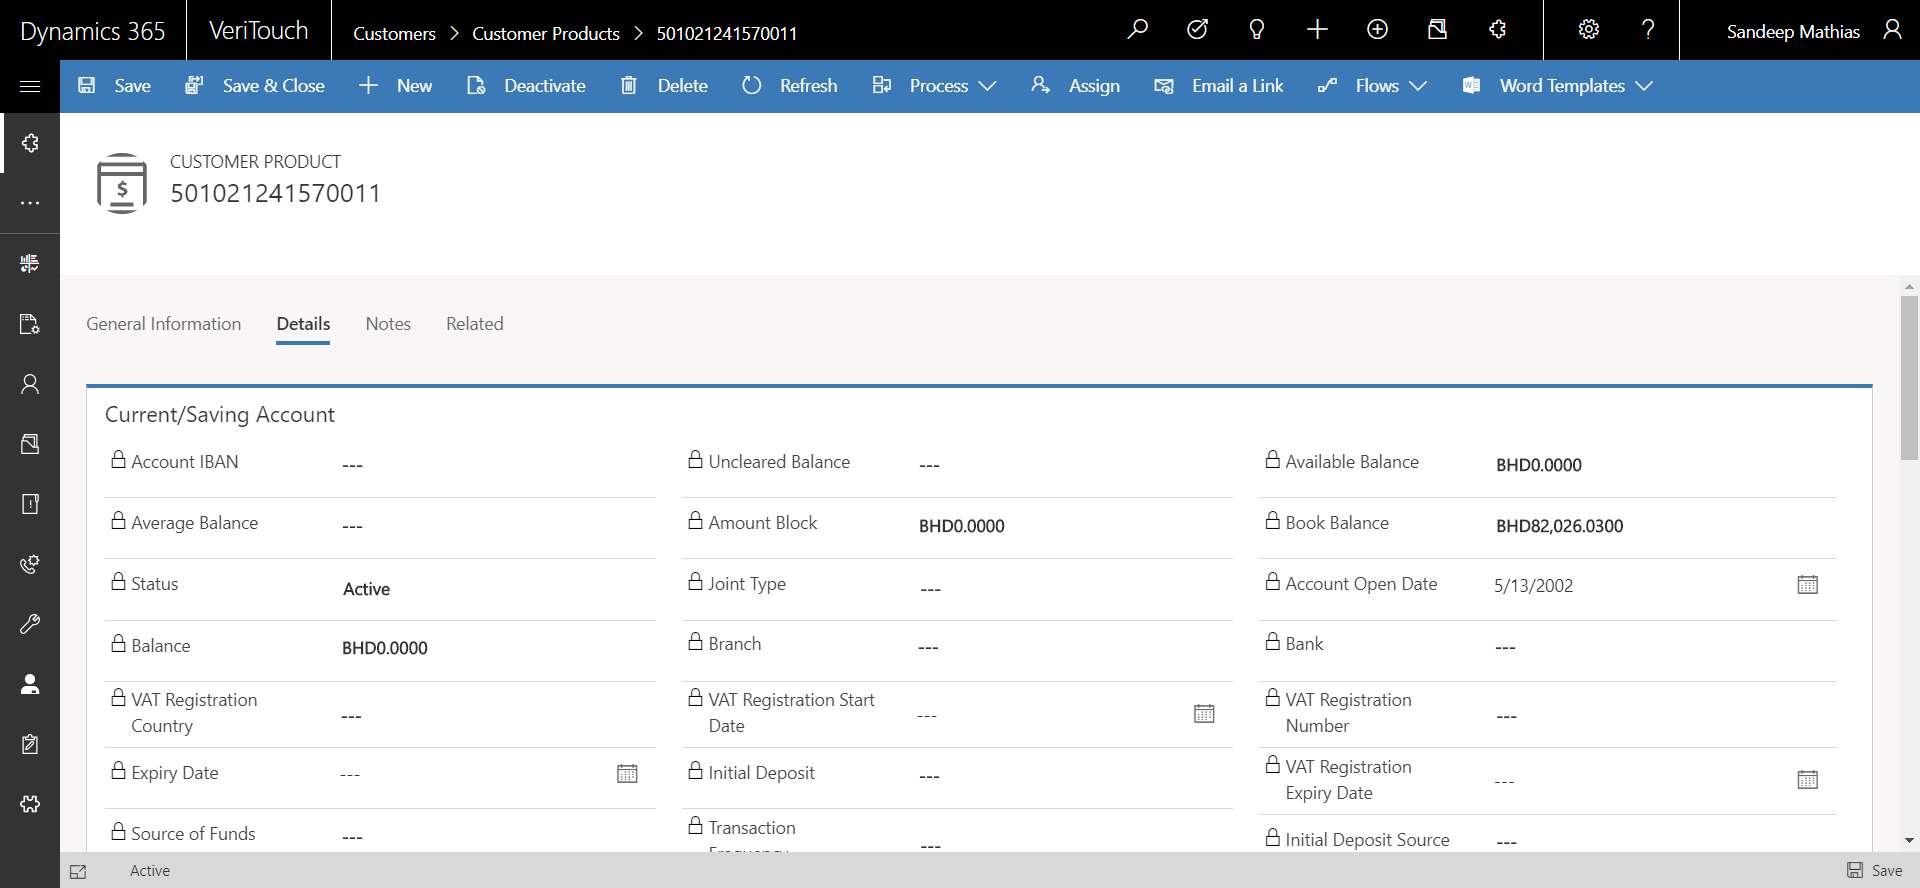 Dynamics 365 VeriTouch Customers > Customer Products > 501021241570011 Sandeep Mathias
Save Save & Close New Deactivate Delete Refresh Process Assign Email a Link Flows Word Templates
CUSTOMER PRODUCT
501021241570011
General Information Details Notes Related
Current/Saving Account
Account IBAN --- Uncleared Balance --- Available Balance BHD0.0000
Average Balance --- Amount Block BHD0.0000 Book Balance BHD82,026.0300
Status Active Joint Type --- Account Open Date 5/13/2002
Balance BHD0.0000 Branch --- Bank ---
VAT Registration Country --- VAT Registration Start Date --- VAT Registration Number ---
Expiry Date --- Initial Deposit --- VAT Registration Expiry Date ---
Source of Funds --- Transaction Frequency --- Initial Deposit Source ---
Active Save